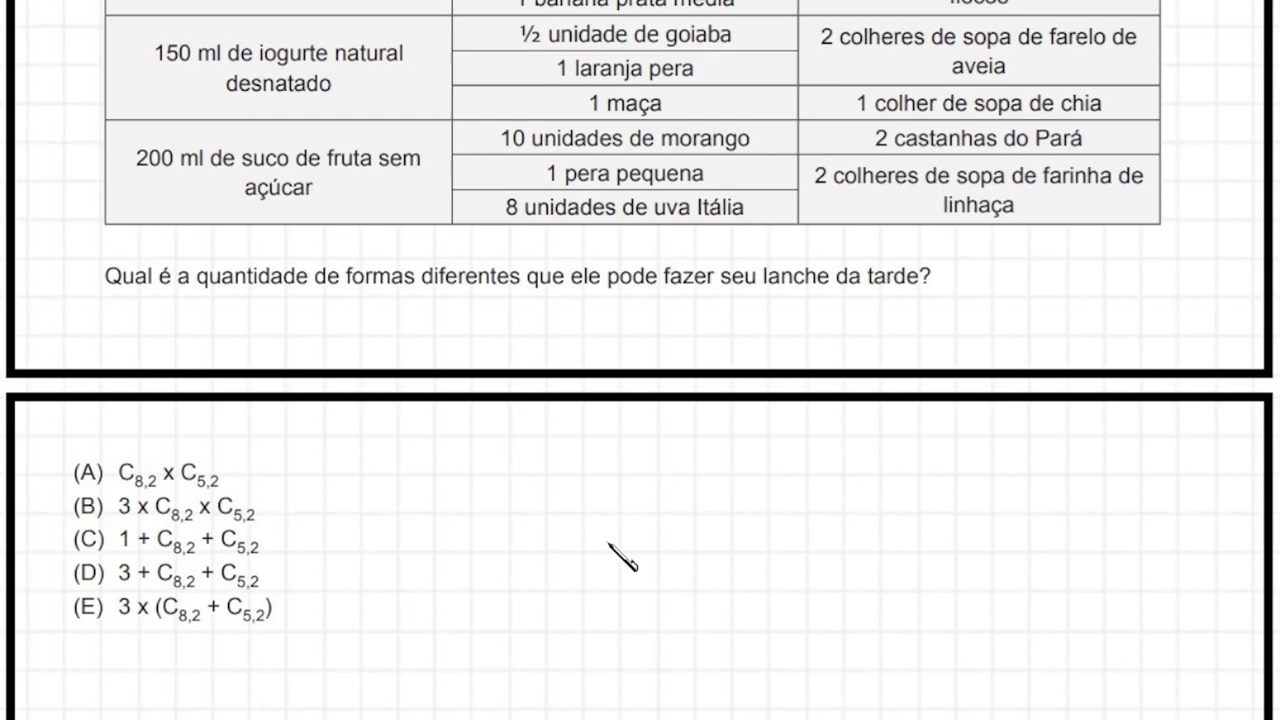 1 banana prata média
flocos
150 ml de iogurte natural
desnatado
½ unidade de goiaba
1 laranja pera
1 maça
2 colheres de sopa de farelo de
aveia
1 colher de sopa de chia
200 ml de suco de fruta sem
açúcar
10 unidades de morango
1 pera pequena
8 unidades de uva Itália
2 castanhas do Pará
2 colheres de sopa de farinha de
linhaça
Qual é a quantidade de formas diferentes que ele pode fazer seu lanche da tarde?
(A) C8,2 x C5,2
(B) 3 x C8,2 x C5,2
(C) 1 + C8,2 + C5,2
(D) 3 + C8,2 + C5,2
(E) 3 x (C8,2 + C5,2)